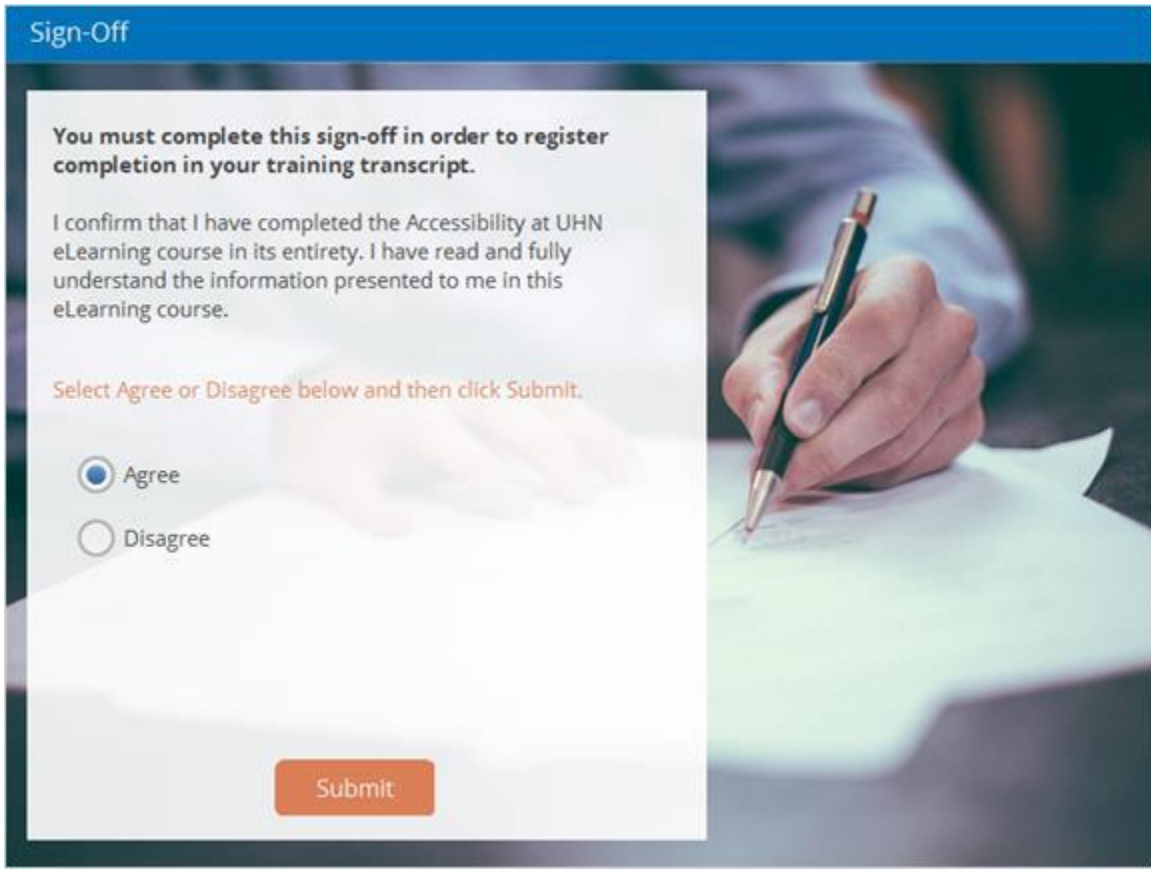 Sign-Off
You must complete this sign-off in order to register
completion in your training transcript.
I confirm that I have completed the Accessibility at UHN
eLearning course in its entirety. I have read and fully
understand the information presented to me in this
eLearning course.
Select Agree or Disagree below and then click Submit.
Agree
Disagree
Submit